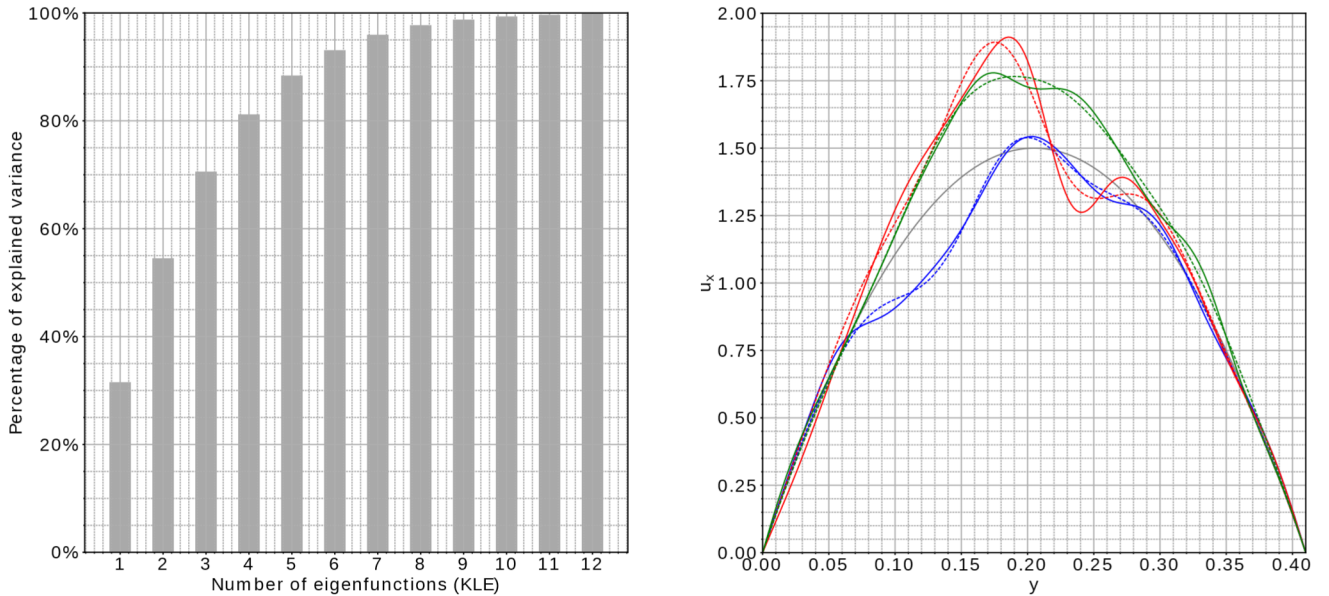 100%
80%
60%
40%
20%
0%
Percentage of explained variance
1 2 3 4 5 6 7 8 9 10 11 12
Number of eigenfunctions (KLE)
2.00
1.75
1.50
1.25
1.00
0.75
0.50
0.25
0.00
uₓ
0.00 0.05 0.10 0.15 0.20 0.25 0.30 0.35 0.40
y